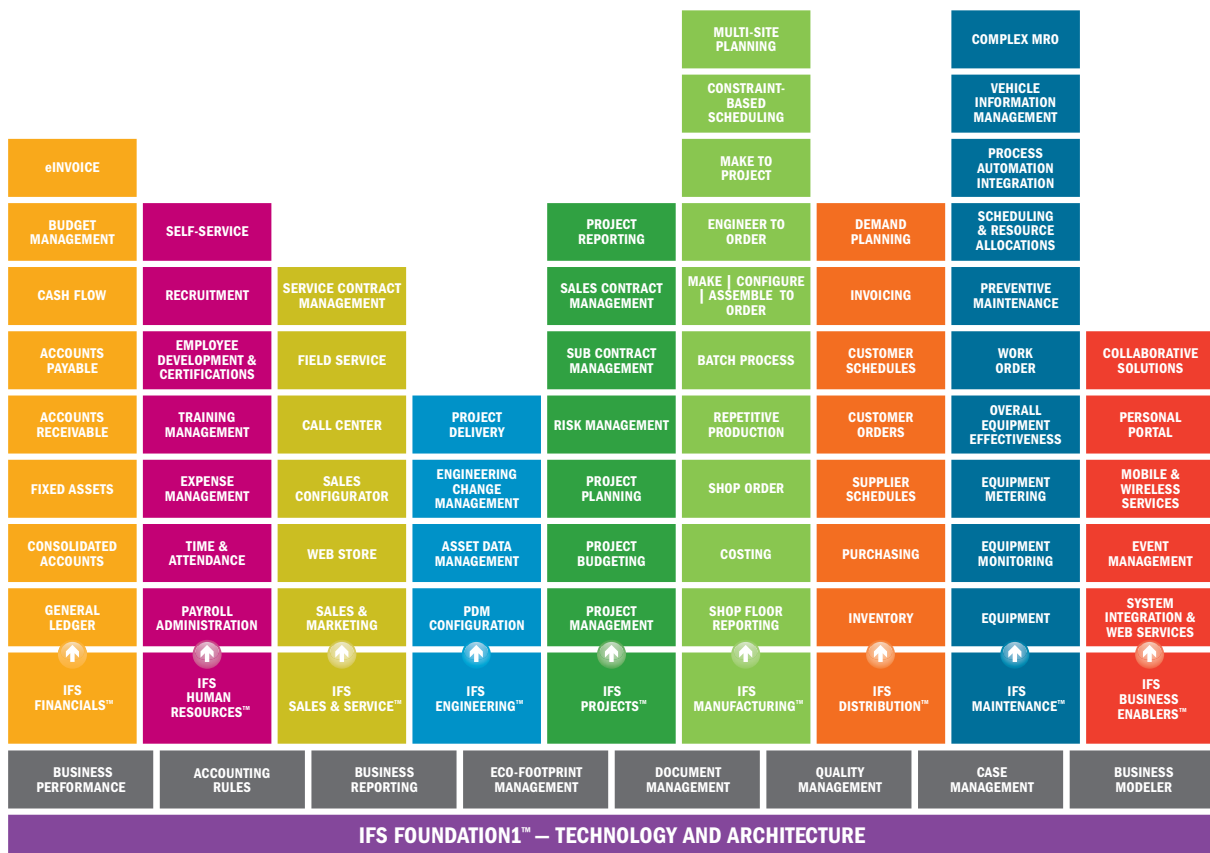 MULTI-SITE
PLANNING
COMPLEX MRO
CONSTRAINT-
BASED
SCHEDULING
VEHICLE
INFORMATION
MANAGEMENT
eINVOICE
MAKE TO
PROJECT
PROCESS
AUTOMATION
INTEGRATION
BUDGET
MANAGEMENT
SELF-SERVICE
PROJECT
REPORTING
ENGINEER TO
ORDER
DEMAND
PLANNING
SCHEDULING
& RESOURCE
ALLOCATIONS
CASH FLOW
RECRUITMENT
SERVICE CONTRACT
MANAGEMENT
SALES CONTRACT
MANAGEMENT
MAKE | CONFIGURE
| ASSEMBLE TO
ORDER
INVOICING
PREVENTIVE
MAINTENANCE
ACCOUNTS
PAYABLE
EMPLOYEE
DEVELOPMENT &
CERTIFICATIONS
FIELD SERVICE
SUB CONTRACT
MANAGEMENT
BATCH PROCESS
CUSTOMER
SCHEDULES
WORK
ORDER
COLLABORATIVE
SOLUTIONS
ACCOUNTS
RECEIVABLE
TRAINING
MANAGEMENT
CALL CENTER
PROJECT
DELIVERY
RISK MANAGEMENT
REPETITIVE
PRODUCTION
CUSTOMER
ORDERS
OVERALL
EQUIPMENT
EFFECTIVENESS
PERSONAL
PORTAL
FIXED ASSETS
EXPENSE
MANAGEMENT
SALES
CONFIGURATOR
ENGINEERING
CHANGE
MANAGEMENT
PROJECT
PLANNING
SHOP ORDER
SUPPLIER
SCHEDULES
EQUIPMENT
METERING
MOBILE &
WIRELESS
SERVICES
CONSOLIDATED
ACCOUNTS
TIME &
ATTENDANCE
WEB STORE
ASSET DATA
MANAGEMENT
PROJECT
BUDGETING
COSTING
PURCHASING
EQUIPMENT
MONITORING
EVENT
MANAGEMENT
GENERAL
LEDGER
PAYROLL
ADMINISTRATION
SALES &
MARKETING
PDM
CONFIGURATION
PROJECT
MANAGEMENT
SHOP FLOOR
REPORTING
INVENTORY
EQUIPMENT
SYSTEM
INTEGRATION &
WEB SERVICES
IFS
FINANCIALS™
IFS
HUMAN
RESOURCES™
IFS
SALES & SERVICE™
IFS
ENGINEERING™
IFS
PROJECTS™
IFS
MANUFACTURING™
IFS
DISTRIBUTION™
IFS
MAINTENANCE™
IFS
BUSINESS
ENABLERS™
BUSINESS
PERFORMANCE
ACCOUNTING
RULES
BUSINESS
REPORTING
ECO-FOOTPRINT
MANAGEMENT
DOCUMENT
MANAGEMENT
QUALITY
MANAGEMENT
CASE
MANAGEMENT
BUSINESS
MODELER
IFS FOUNDATION1™ — TECHNOLOGY AND ARCHITECTURE